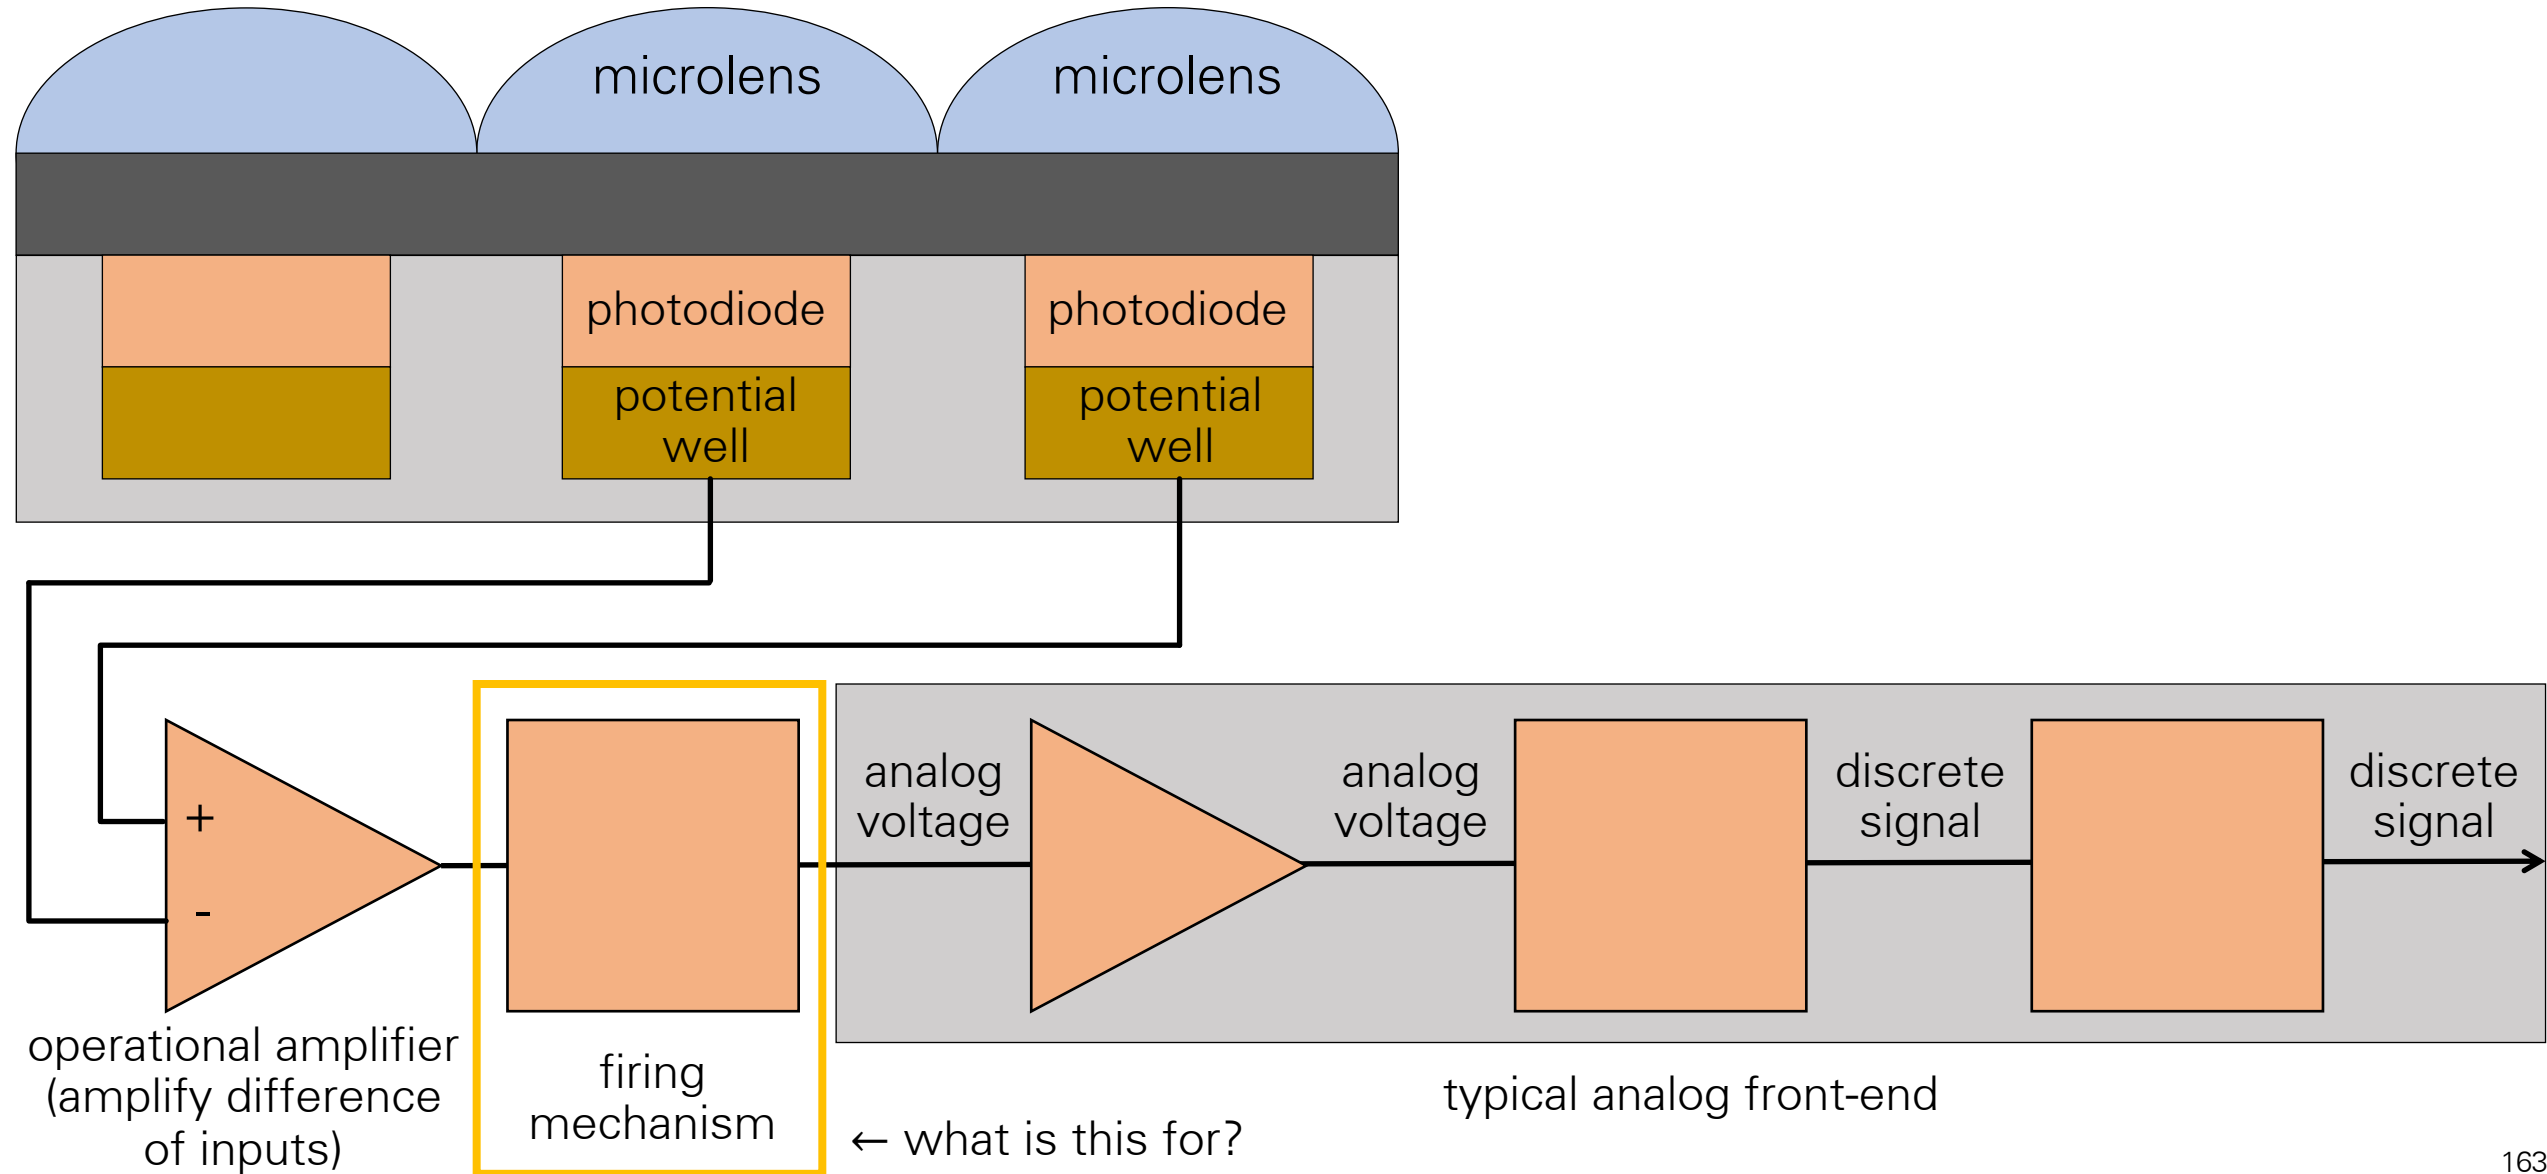 microlens
microlens
photodiode
photodiode
potential
well
potential
well
+
-
analog
voltage
analog
voltage
discrete
signal
discrete
signal
operational amplifier
(amplify difference
of inputs)
firing
mechanism
← what is this for?
typical analog front-end
163